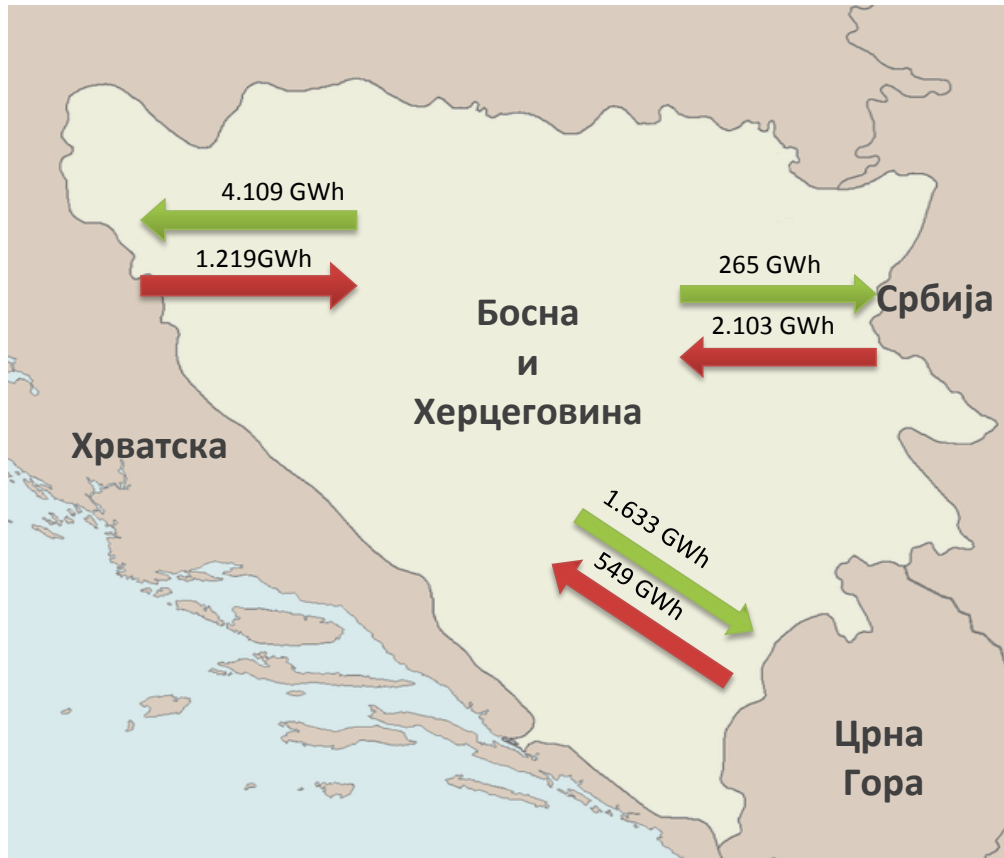 4.109 GWh
1.219GWh
265 GWh
Србија
2.103 GWh
Босна
и
Херцеговина
Хрватска
1.633 GWh
549 GWh
Црна
Гора